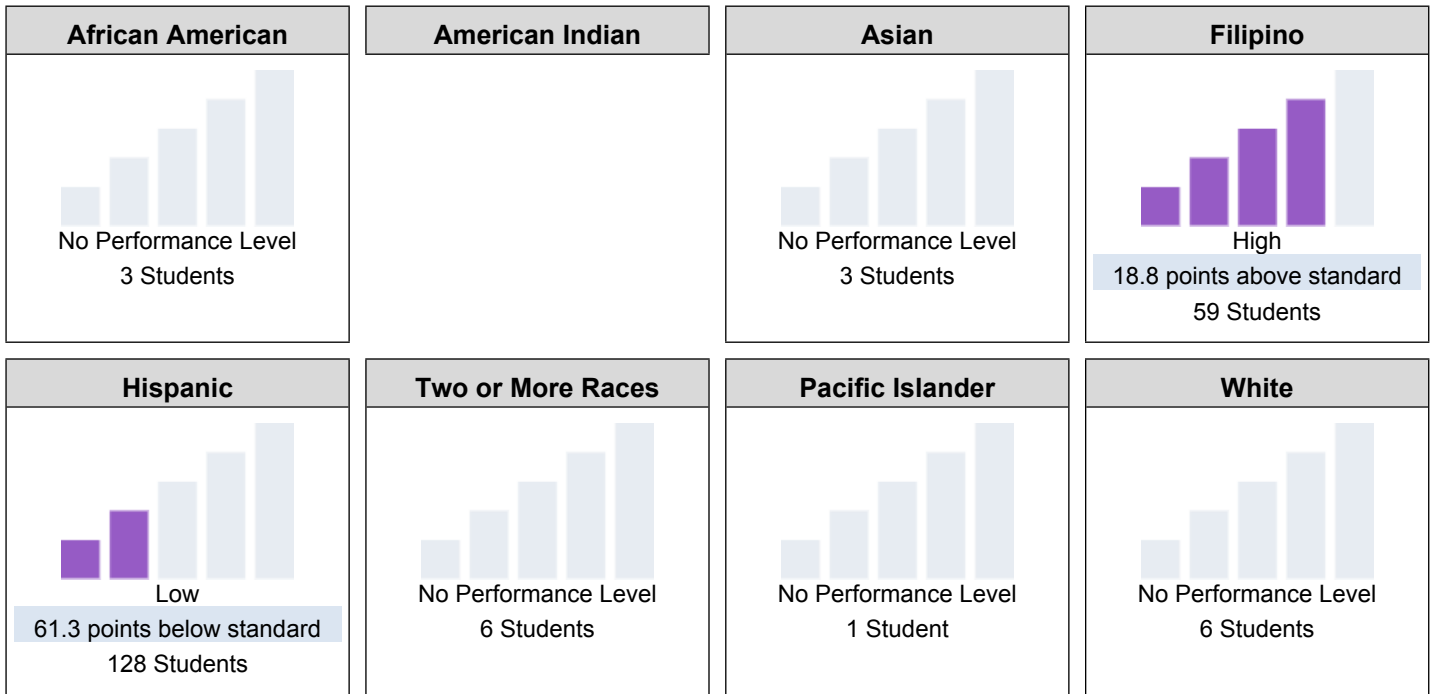 African American
No Performance Level
3 Students
American Indian
Asian
No Performance Level
3 Students
Filipino
High
18.8 points above standard
59 Students
Hispanic
Low
61.3 points below standard
128 Students
Two or More Races
No Performance Level
6 Students
Pacific Islander
No Performance Level
1 Student
White
No Performance Level
6 Students